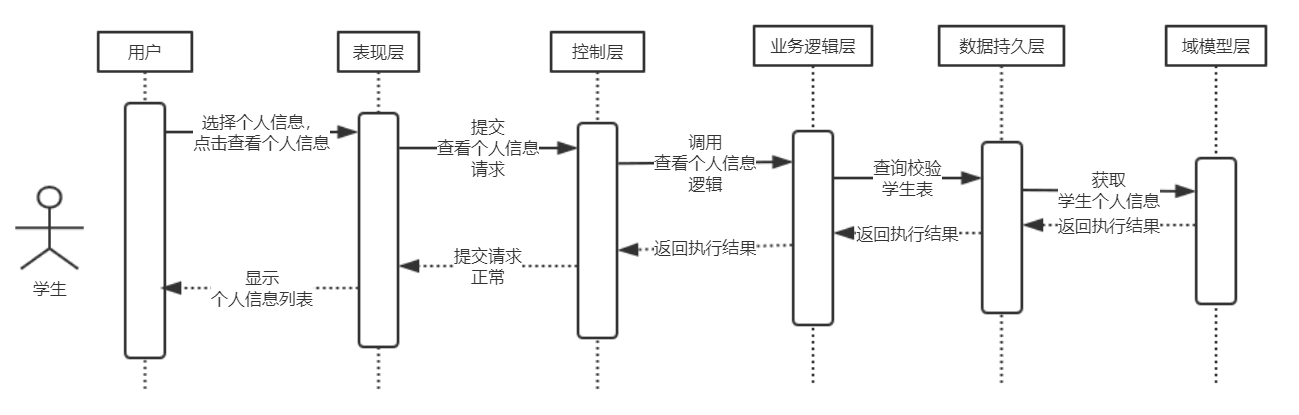 用户
表现层
控制层
业务逻辑层
数据持久层
域模型层
选择个人信息，
点击查看个人信息
提交
查看个人信息
请求
调用
查看个人信息
逻辑
查询校验
学生表
获取
学生个人信息
返回执行结果
返回执行结果
返回执行结果
提交请求
正常
显示
个人信息列表
学生